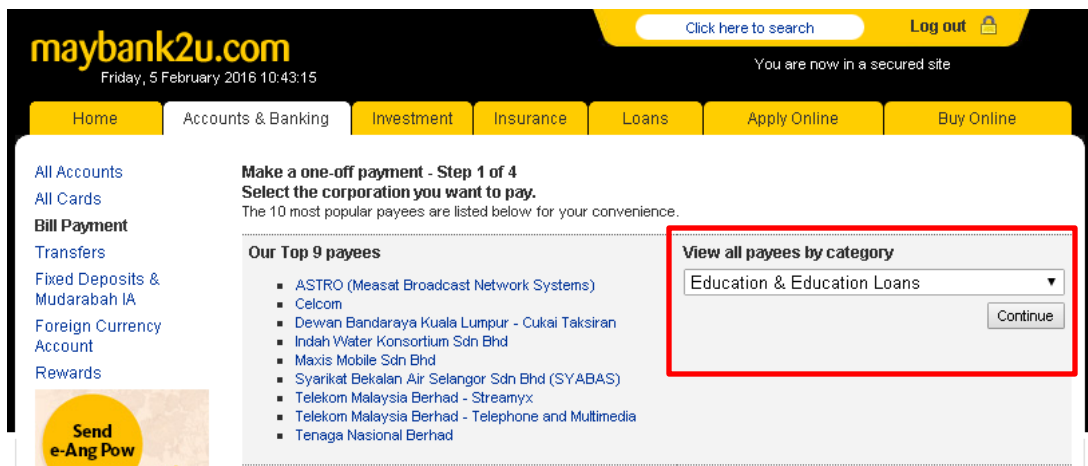 Click here to search
Log out
maybank2u.com
Friday, 5 February 2016 10:43:15
You are now in a secured site
Home
Accounts & Banking
Investment
Insurance
Loans
Apply Online
Buy Online
All Accounts
All Cards
Bill Payment
Transfers
Fixed Deposits &
Mudarabah IA
Foreign Currency
Account
Rewards
Send
e-Ang Pow
Make a one-off payment - Step 1 of 4
Select the corporation you want to pay.
The 10 most popular payees are listed below for your convenience.
Our Top 9 payees
ASTRO (Measat Broadcast Network Systems)
Celcom
Dewan Bandaraya Kuala Lumpur - Cukai Taksiran
Indah Water Konsortium Sdn Bhd
Maxis Mobile Sdn Bhd
Syarikat Bekalan Air Selangor Sdn Bhd (SYABAS)
Telekom Malaysia Berhad - Streamyx
Telekom Malaysia Berhad - Telephone and Multimedia
Tenaga Nasional Berhad
View all payees by category
Education & Education Loans
Continue